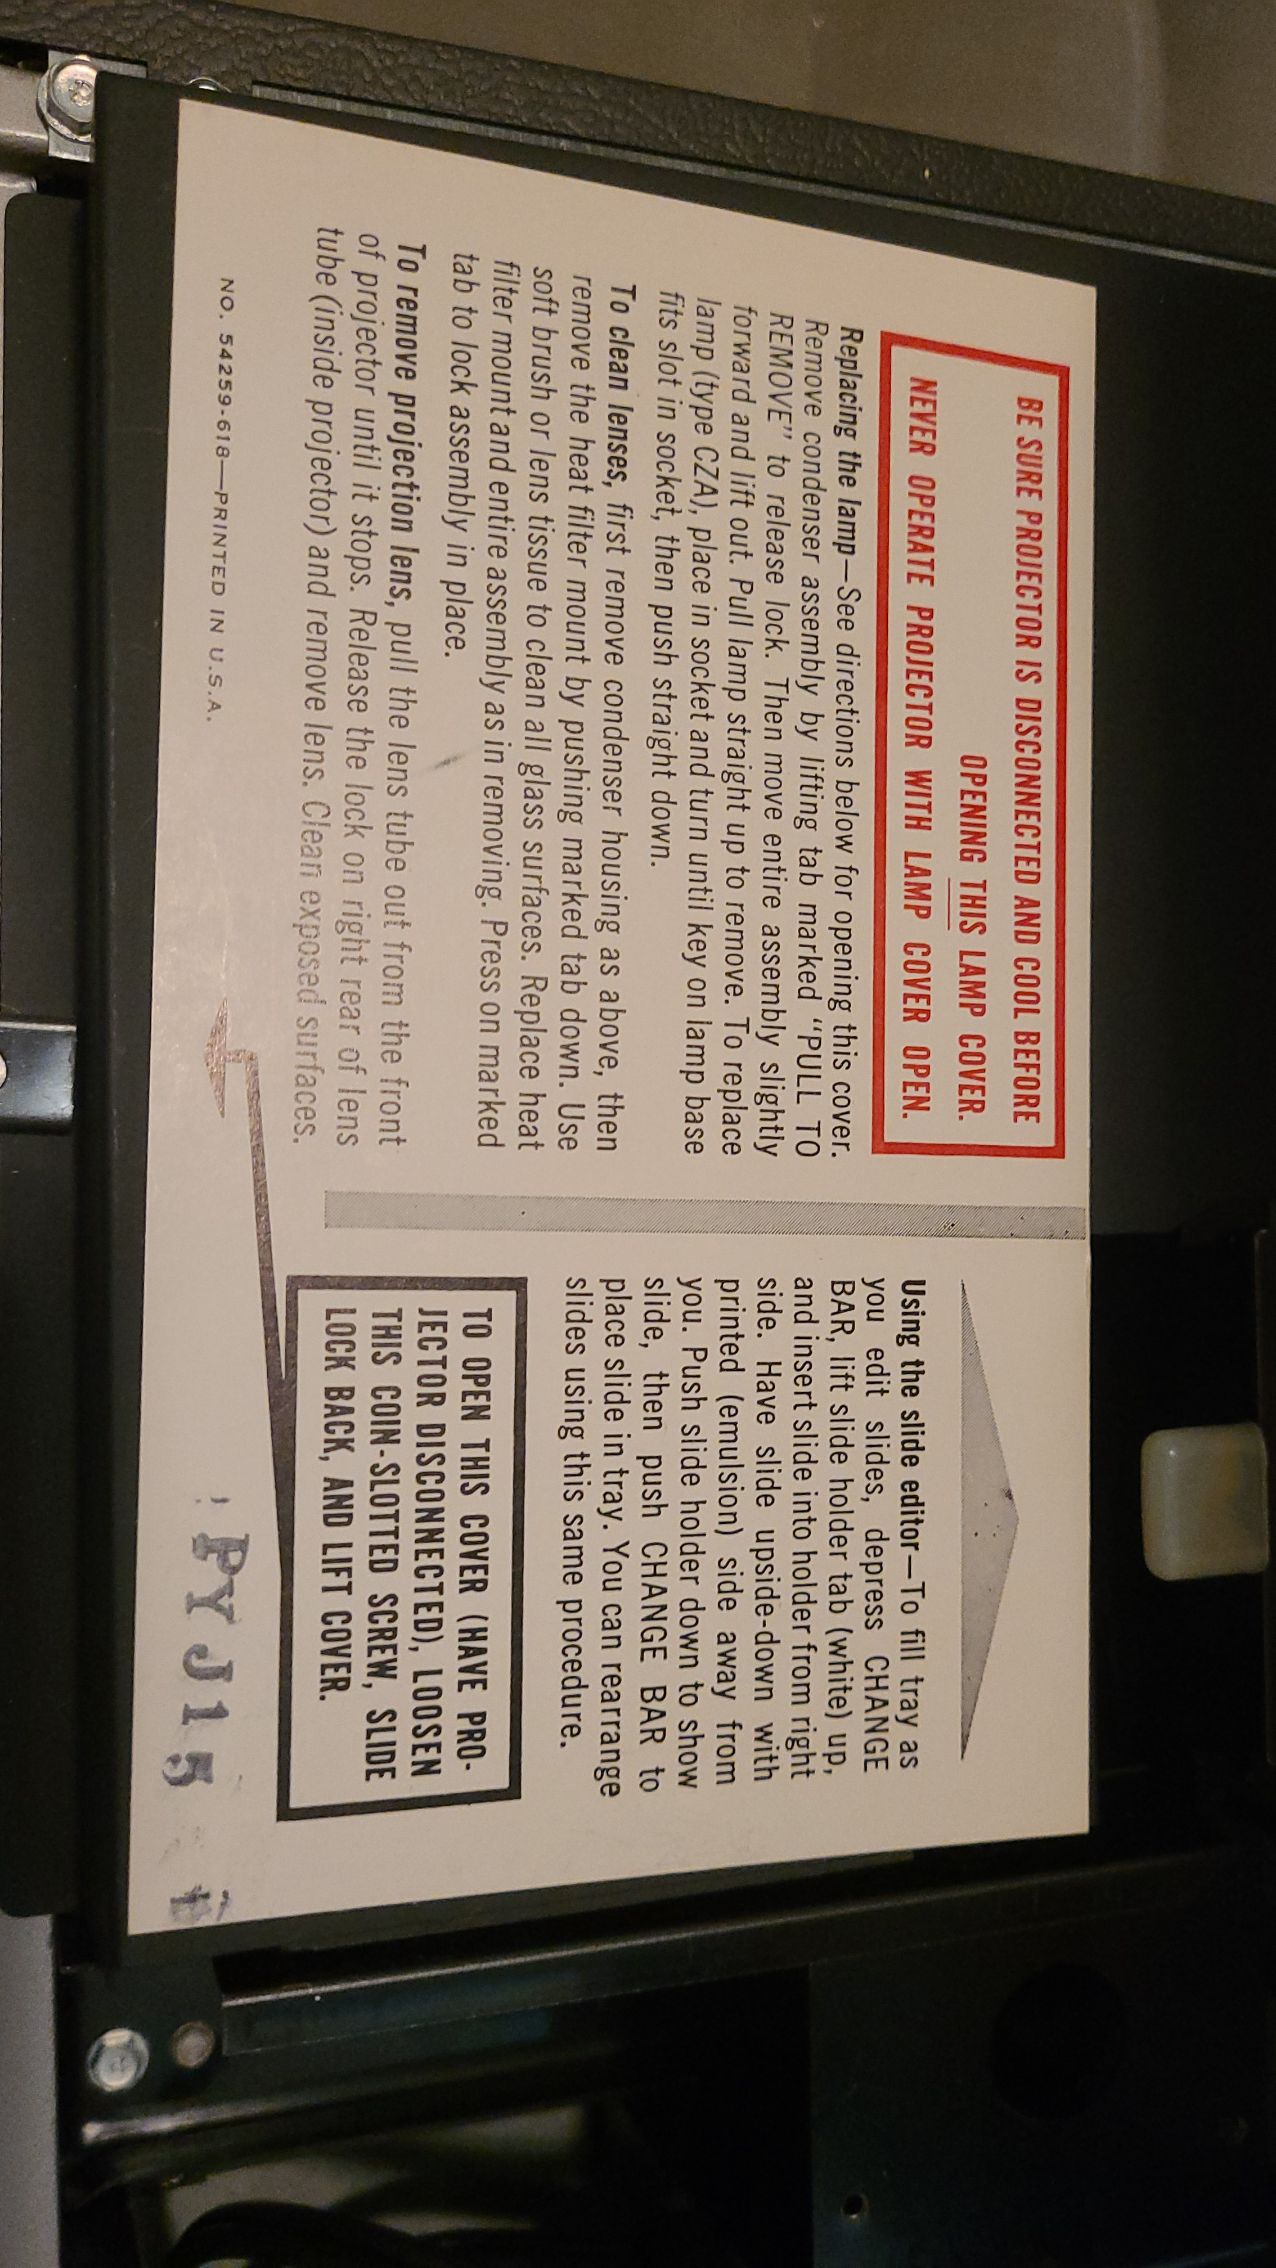 BE SURE PROJECTOR IS DISCONNECTED AND COOL BEFORE
OPENING THIS LAMP COVER.
NEVER OPERATE PROJECTOR WITH LAMP COVER OPEN.
Replacing the lamp—See directions below for opening this cover.
Remove condenser assembly by lifting tab marked “PULL TO
REMOVE” to release lock. Then move entire assembly slightly
forward and lift out. Pull lamp straight up to remove. To replace
lamp (type CZA), place in socket and turn until key on lamp base
fits slot in socket, then push straight down.
To clean lenses, first remove condenser housing as above, then
remove the heat filter mount by pushing marked tab down. Use
soft brush or lens tissue to clean all glass surfaces. Replace heat
filter mount and entire assembly as in removing. Press on marked
tab to lock assembly in place.
To remove projection lens, pull the lens tube out from the front
of projector until it stops. Release the lock on right rear of lens
tube (inside projector) and remove lens. Clean exposed surfaces.
NO. 54259-618—PRINTED IN U.S.A.
Using the slide editor—To fill tray as
you edit slides, depress CHANGE
BAR, lift slide holder tab (white) up,
and insert slide into holder from right
side. Have slide upside-down with
printed (emulsion) side away from
you. Push slide holder down to show
slide, then push CHANGE BAR to
place slide in tray. You can rearrange
slides using this same procedure.
TO OPEN THIS COVER (HAVE PRO-
JECTOR DISCONNECTED), LOOSEN
THIS COIN-SLOTTED SCREW, SLIDE
LOCK BACK, AND LIFT COVER.
PYJ15